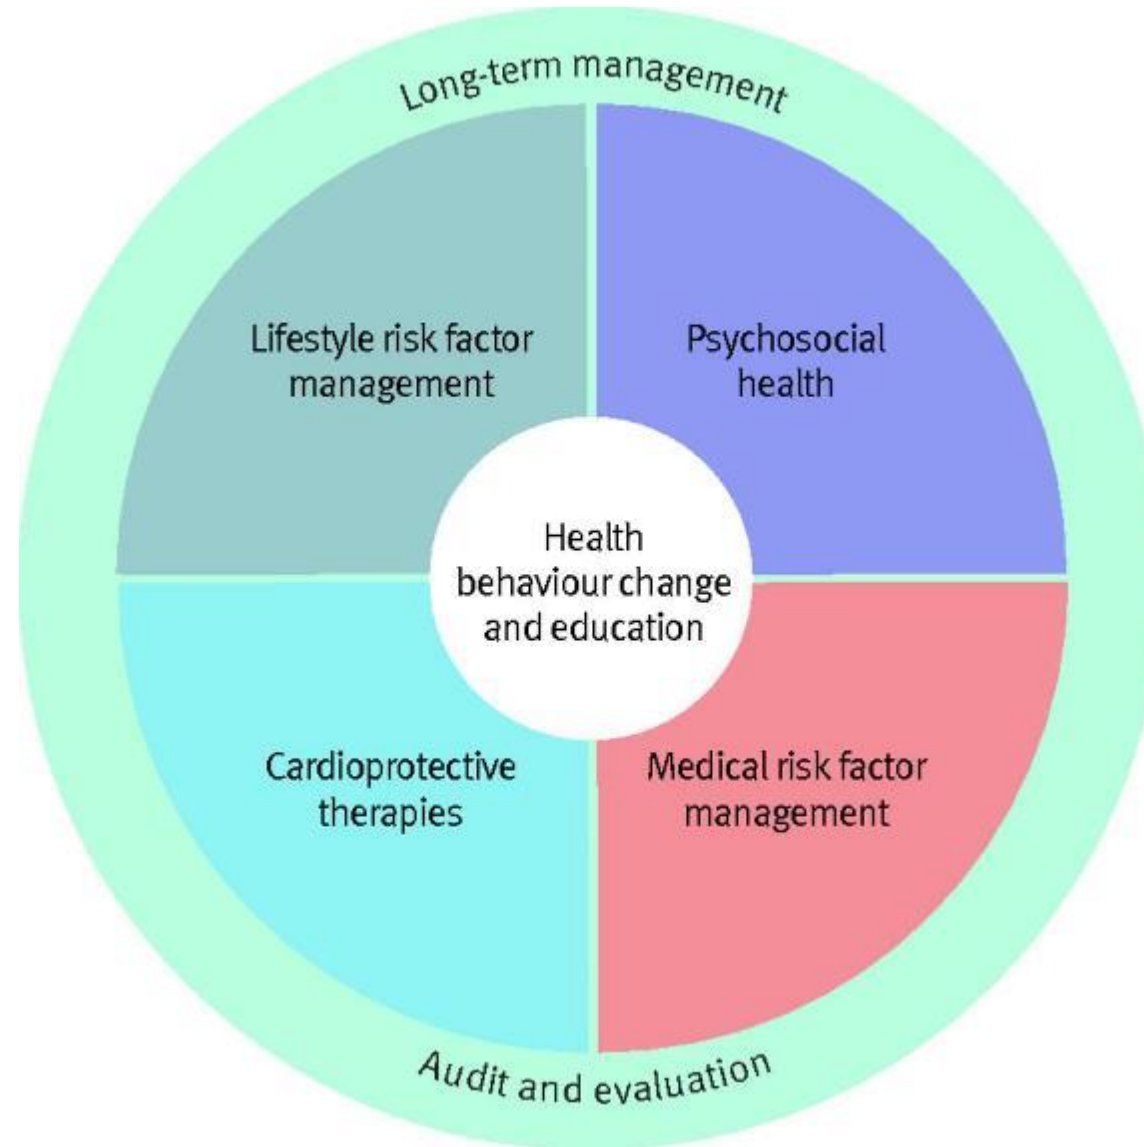 Long-term management
Lifestyle risk factor
management
Psychosocial
health
Health
behaviour change
and education
Cardioprotective
therapies
Medical risk factor
management
Audit and evaluation